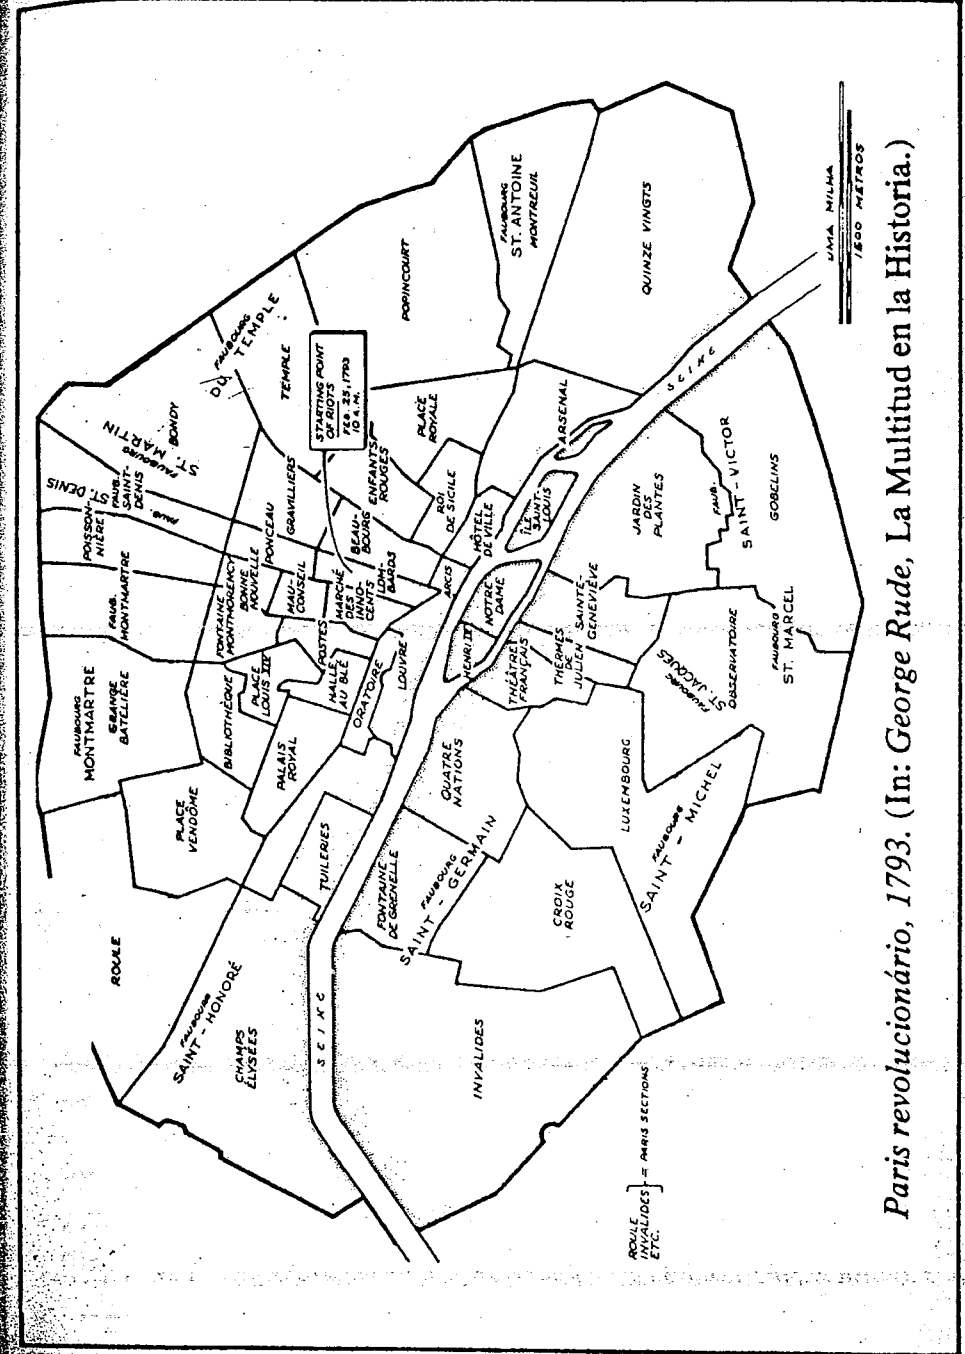 ROULE
FAUBOURG
MONTMARTRE
GRANGE
BATELIÈRE
FAUB.
MONTMARTRE
POISSON-
NIÈRE
FAUB.
ST. DENIS
FAUB.
SAINT-
DENIS
FAUBOURG
ST. MARTIN
BONDY
FAUBOURG
DU TEMPLE
TEMPLE
POPINCOURT
FAUBOURG
ST. ANTOINE
MONTREUIL
QUINZE VINGTS
STARTING POINT
OF RIOTS
FEB. 25, 1793
10 A.M.
FAUBOURG
SAINT-HONORÉ
CHAMPS
ÉLYSÉES
PLACE
VENDÔME
TUILERIES
BIBLIOTHÈQUE
PALAIS
ROYAL
PLACE
LOUIS XIV
FONTAINE
MONTMORENCY
BONNE
NOUVELLE
PONCEAU
GRAVILLIERS
MAU-
CONSEIL
POSTES
HALLE
AU BLÉ
ORATOIRE
LOUVRE
MARCHÉ
DES
INNO-
CENTS
LOM-
BARDS
BEAU-
BOURG
ENFANTS
ROUGES
ARCIS
ROI
DE SICILE
PLACE
ROYALE
HÔTEL
DE VILLE
ARSENAL
HENRI IV
NOTRE
DAME
ÎLE
SAINT-
LOUIS
SEINE
SEINE
INVALIDES
FONTAINE
DE GRENELLE
FAUBOURG
SAINT-GERMAIN
QUATRE
NATIONS
CROIX
ROUGE
LUXEMBOURG
THÉÂTRE
FRANÇAIS
THERMES
DE
JULIEN
SAINTE-
GENEVIÈVE
JARDIN
DES
PLANTES
FAUB.
SAINT-VICTOR
GOBELINS
FAUBOURG
ST. JACQUES
OBSERVATOIRE
FAUBOURG
ST. MARCEL
FAUBOURG
SAINT-MICHEL
ROULE
INVALIDES } = PARIS SECTIONS
ETC.
UMA MILHA
1600 METROS
Paris revolucionário, 1793. (In: George Rude, La Multitud en la Historia.)